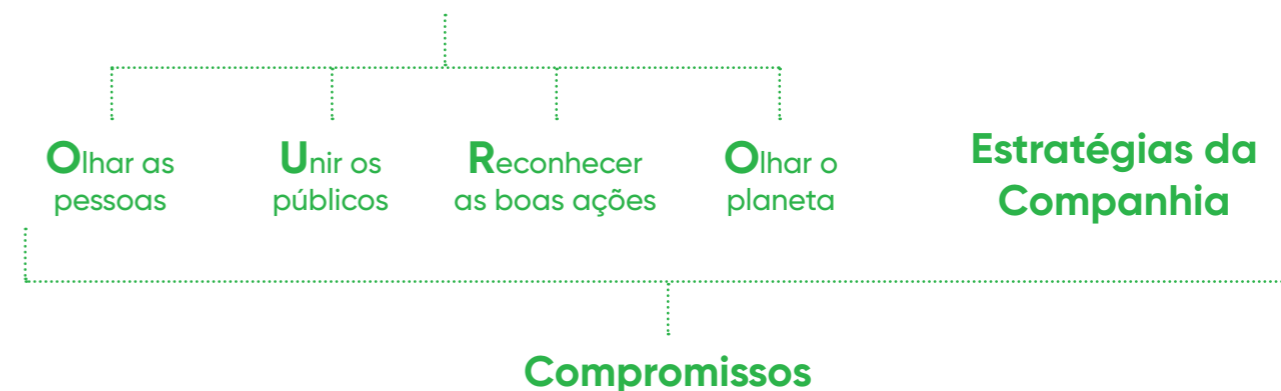 Olhar as
pessoas
Unir os
públicos
Reconhecer
as boas ações
Olhar o
planeta
Estratégias da
Companhia
Compromissos